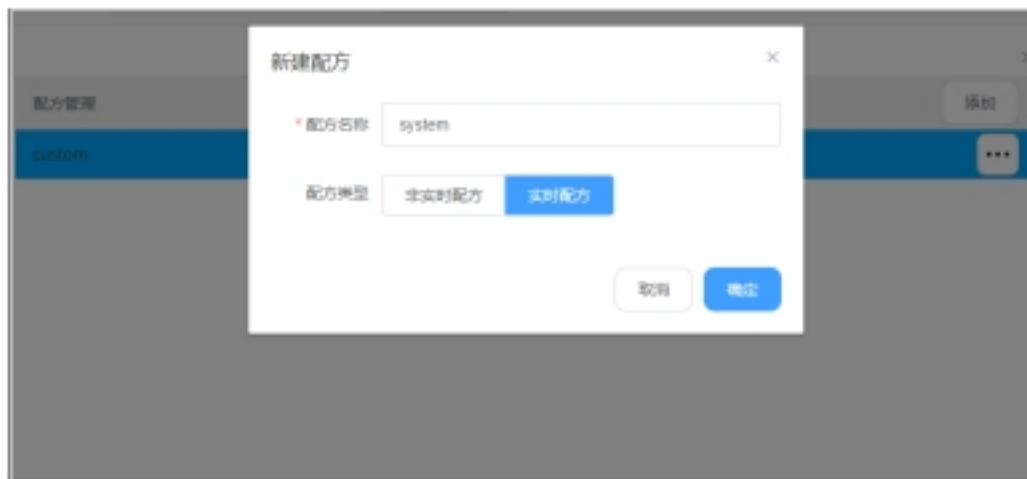 新建配方
×
配方管理
添加
* 配方名称 system
custom
•••
配方类型 非实时配方 实时配方
取消 确定